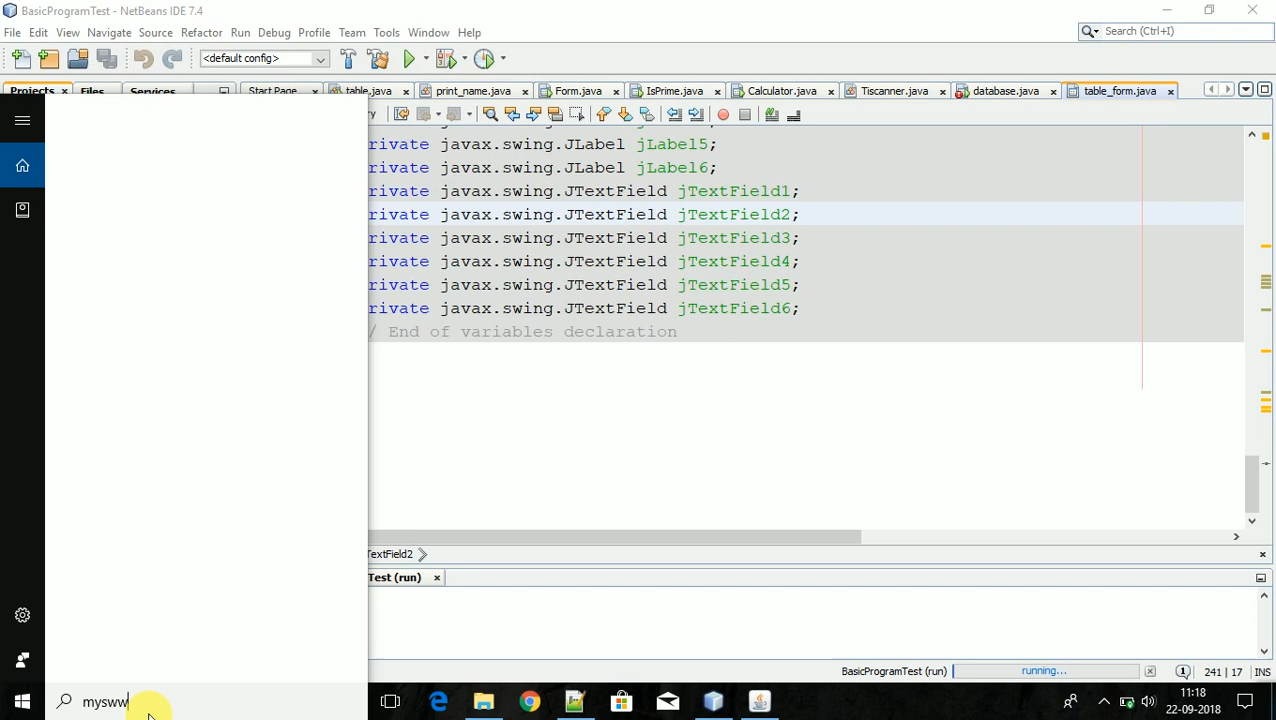 BasicProgramTest - NetBeans IDE 7.4
File Edit View Navigate Source Refactor Run Debug Profile Team Tools Window Help
Search (Ctrl+I)
<default config>
Projects Files Services Start Page table.java print_name.java Form.java IsPrime.java Calculator.java Tiscanner.java database.java table_form.java
ry
rivate javax.swing.JLabel jLabel5;
rivate javax.swing.JLabel jLabel6;
rivate javax.swing.JTextField jTextField1;
rivate javax.swing.JTextField jTextField2;
rivate javax.swing.JTextField jTextField3;
rivate javax.swing.JTextField jTextField4;
rivate javax.swing.JTextField jTextField5;
rivate javax.swing.JTextField jTextField6;
/ End of variables declaration
TextField2
Test (run)
BasicProgramTest (run) running... 1 241 | 17 INS
mysww
11:18
22-09-2018